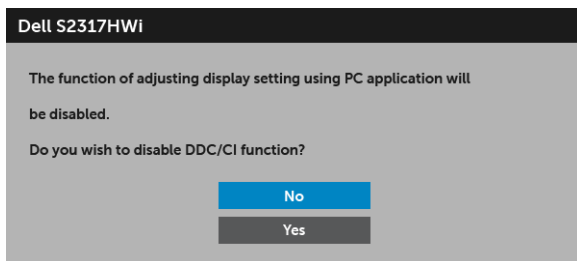 Dell S2317HWi
The function of adjusting display setting using PC application will
be disabled.
Do you wish to disable DDC/CI function?
No
Yes